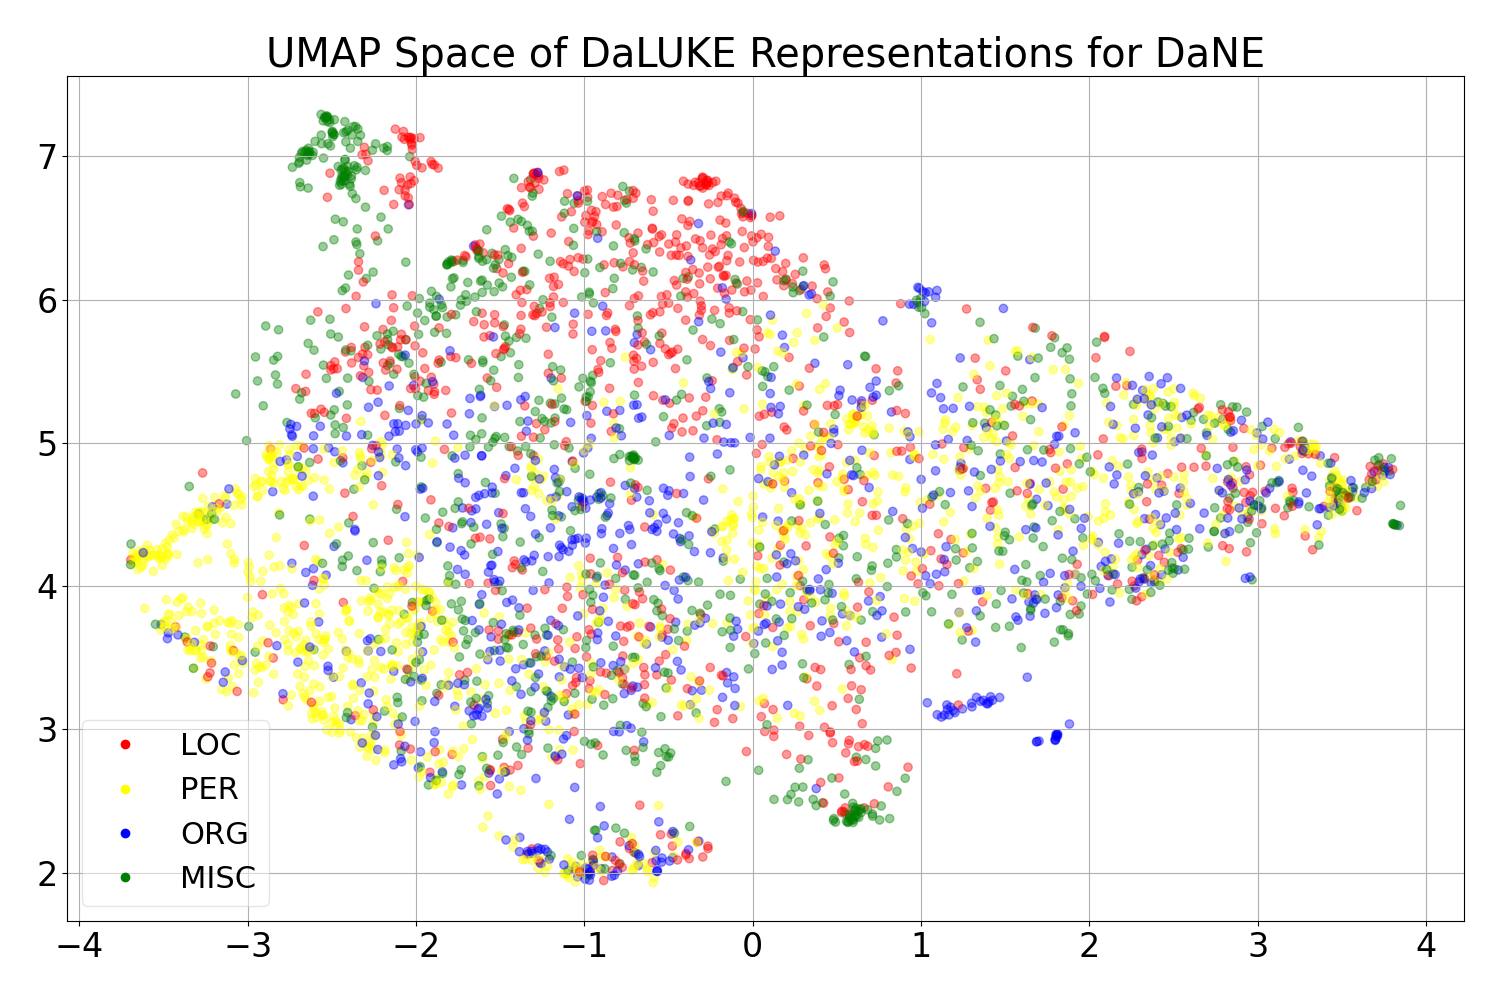 UMAP Space of DaLUKE Representations for DaNE
7
6
5
4
3
2
LOC
PER
ORG
MISC
−4 −3 −2 −1 0 1 2 3 4